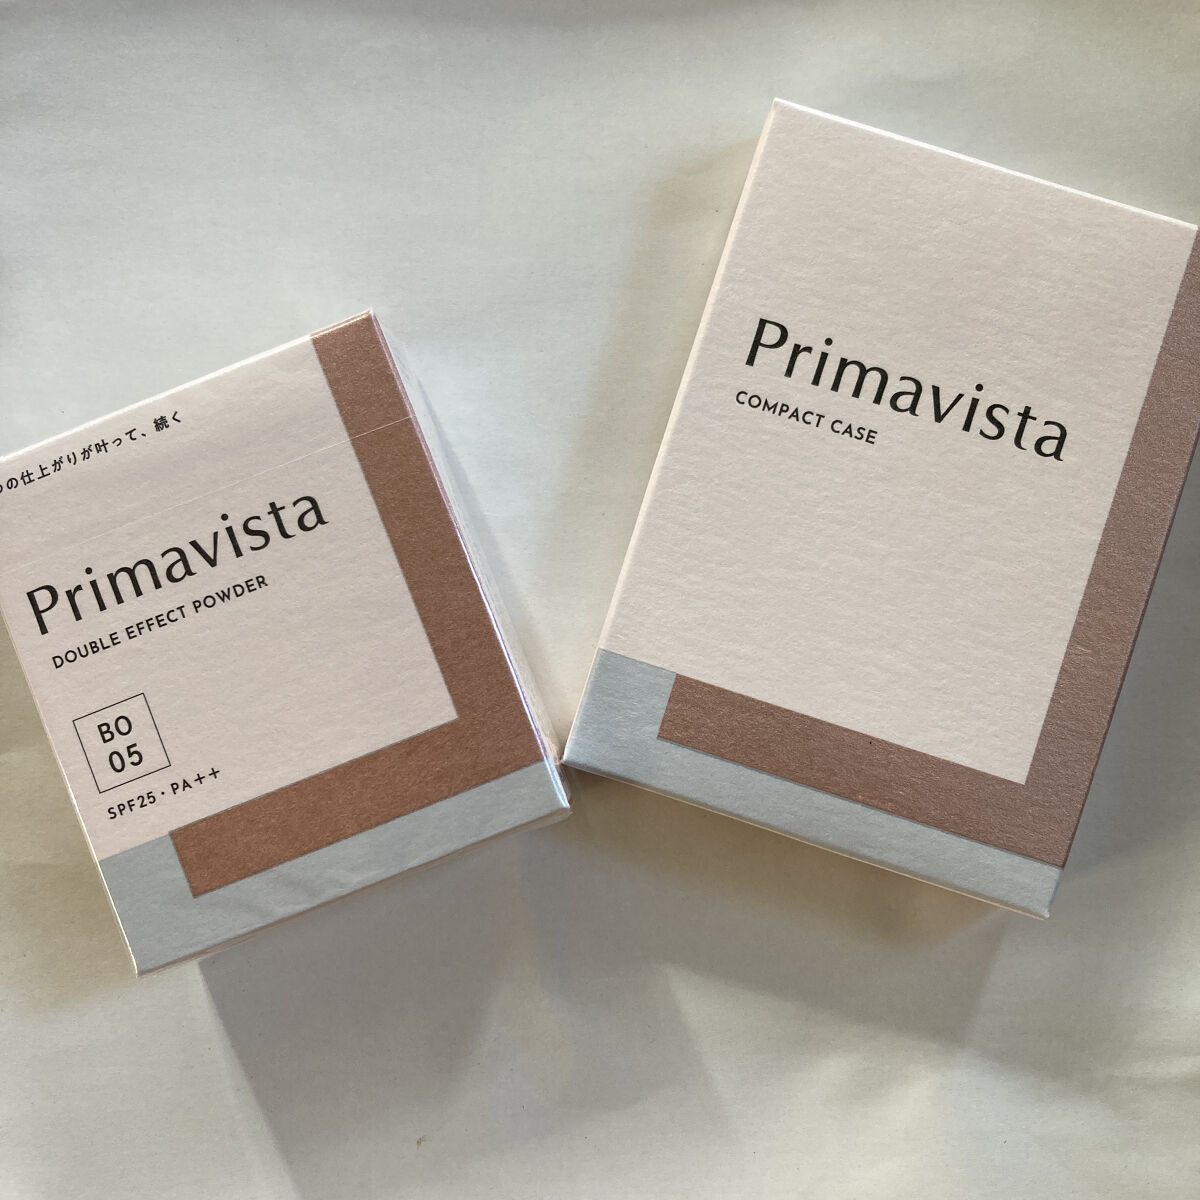 の仕上がりが叶って、続く
Primavista
DOUBLE EFFECT POWDER
BO
05
SPF25・PA++
Primavista
COMPACT CASE